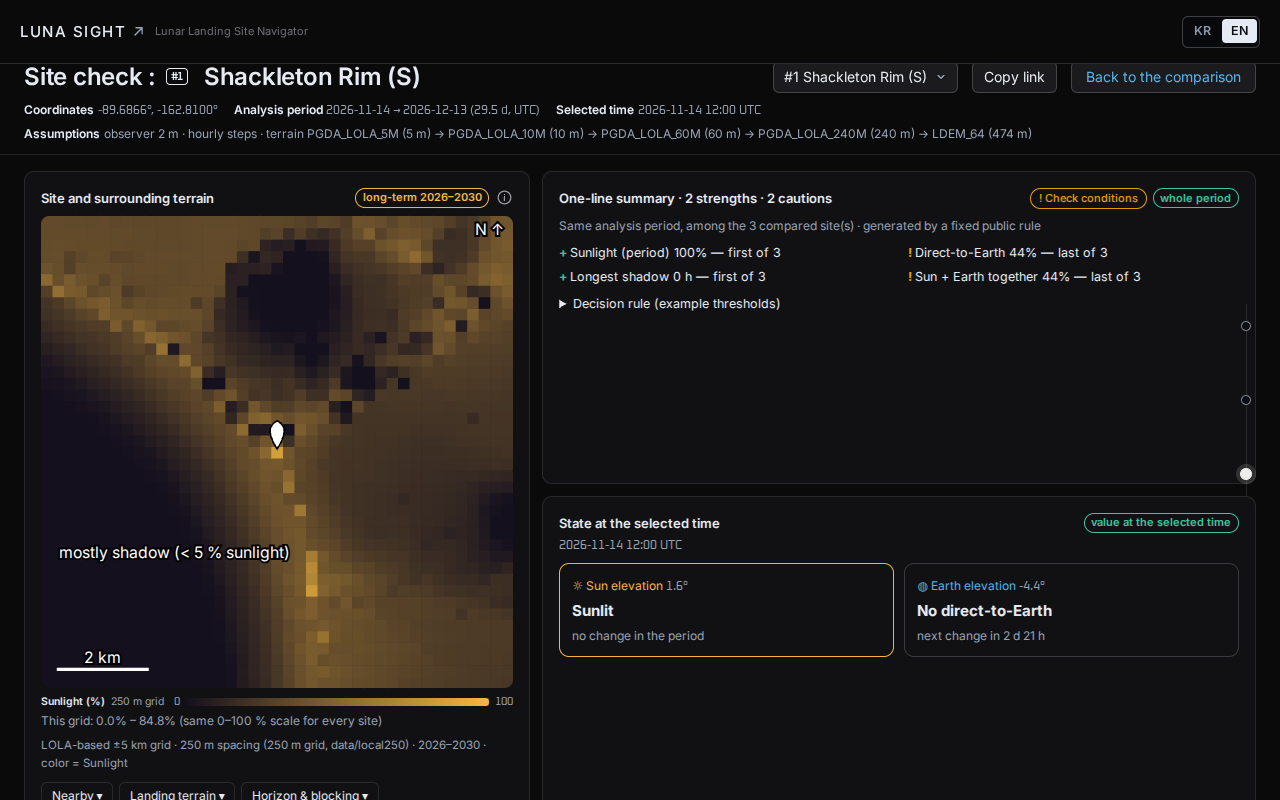 LUNA SIGHT ↗ Lunar Landing Site Navigator
KR EN
Site check : #1 Shackleton Rim (S)
#1 Shackleton Rim (S)
Copy link
Back to the comparison
Coordinates -89.6866°, -162.8100° Analysis period 2026-11-14 → 2026-12-13 (29.5 d, UTC) Selected time 2026-11-14 12:00 UTC
Assumptions observer 2 m · hourly steps · terrain PGDA_LOLA_5M (5 m) → PGDA_LOLA_10M (10 m) → PGDA_LOLA_60M (60 m) → PGDA_LOLA_240M (240 m) → LDEM_64 (474 m)
Site and surrounding terrain
long-term 2026–2030
N ↑
mostly shadow (< 5 % sunlight)
2 km
Sunlight (%) 250 m grid 0 100
This grid: 0.0% – 84.8% (same 0–100 % scale for every site)
LOLA-based ±5 km grid · 250 m spacing (250 m grid, data/local250) · 2026–2030 ·
color = Sunlight
Nearby ▾
Landing terrain ▾
Horizon & blocking ▾
One-line summary · 2 strengths · 2 cautions
! Check conditions
whole period
Same analysis period, among the 3 compared site(s) · generated by a fixed public rule
+ Sunlight (period) 100% — first of 3
! Direct-to-Earth 44% — last of 3
+ Longest shadow 0 h — first of 3
! Sun + Earth together 44% — last of 3
▶ Decision rule (example thresholds)
State at the selected time
value at the selected time
2026-11-14 12:00 UTC
Sun elevation 1.6°
Sunlit
no change in the period
Earth elevation -4.4°
No direct-to-Earth
next change in 2 d 21 h